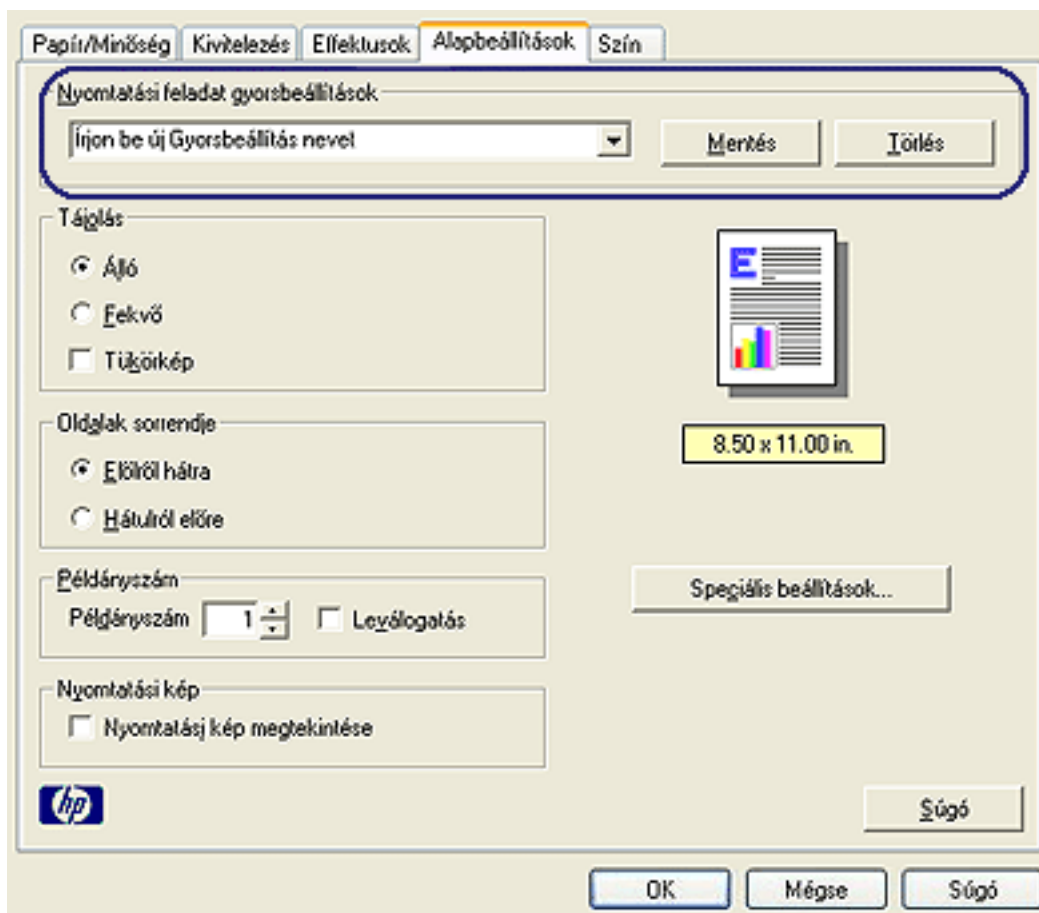 Papír/Minőség Kivitelezés Effektusok Alapbeállítások Szín
Nyomtatási feladat gyorsbeállítások
Írjon be új Gyorsbeállítás nevet Mentés Törlés
Tájolás
Álló
Fekvő
Tükörkép
E
Oldalak sorrendje
8.50 x 11.00 in.
Elölről hátra
Hátulról előre
Példányszám
Példányszám 1 Leválogatás
Speciális beállítások...
Nyomtatási kép
Nyomtatási kép megtekintése
hp
Súgó
OK Mégse Súgó